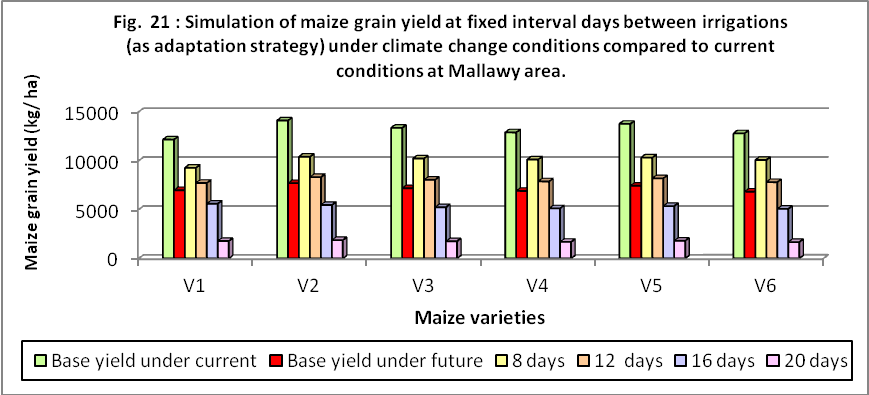 Fig. 21 : Simulation of maize grain yield at fixed interval days between irrigations
(as adaptation strategy) under climate change conditions compared to current
conditions at Mallawy area.
Maize grain yield (kg/ ha)
15000
10000
5000
0
V1 V2 V3 V4 V5 V6
Maize varieties
Base yield under current Base yield under future 8 days 12 days 16 days 20 days